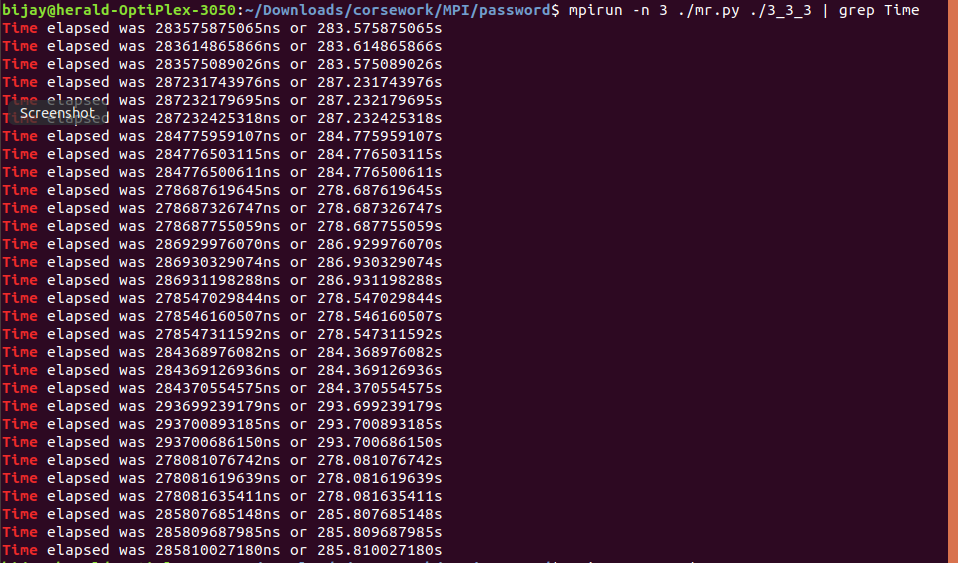 bijay@herald-OptiPlex-3050:~/Downloads/corsework/MPI/password$ mpirun -n 3 ./mr.py ./3_3_3 | grep Time
Time elapsed was 283575875065ns or 283.575875065s
Time elapsed was 283614865866ns or 283.614865866s
Time elapsed was 283575089026ns or 283.575089026s
Time elapsed was 287231743976ns or 287.231743976s
Time elapsed was 287232179695ns or 287.232179695s
Screenshot
Time elapsed was 287232425318ns or 287.232425318s
Time elapsed was 284775959107ns or 284.775959107s
Time elapsed was 284776503115ns or 284.776503115s
Time elapsed was 284776500611ns or 284.776500611s
Time elapsed was 278687619645ns or 278.687619645s
Time elapsed was 278687326747ns or 278.687326747s
Time elapsed was 278687755059ns or 278.687755059s
Time elapsed was 286929976070ns or 286.929976070s
Time elapsed was 286930329074ns or 286.930329074s
Time elapsed was 286931198288ns or 286.931198288s
Time elapsed was 278547029844ns or 278.547029844s
Time elapsed was 278546160507ns or 278.546160507s
Time elapsed was 278547311592ns or 278.547311592s
Time elapsed was 284368976082ns or 284.368976082s
Time elapsed was 284369126936ns or 284.369126936s
Time elapsed was 284370554575ns or 284.370554575s
Time elapsed was 293699239179ns or 293.699239179s
Time elapsed was 293700893185ns or 293.700893185s
Time elapsed was 293700686150ns or 293.700686150s
Time elapsed was 278081076742ns or 278.081076742s
Time elapsed was 278081619639ns or 278.081619639s
Time elapsed was 278081635411ns or 278.081635411s
Time elapsed was 285807685148ns or 285.807685148s
Time elapsed was 285809687985ns or 285.809687985s
Time elapsed was 285810027180ns or 285.810027180s